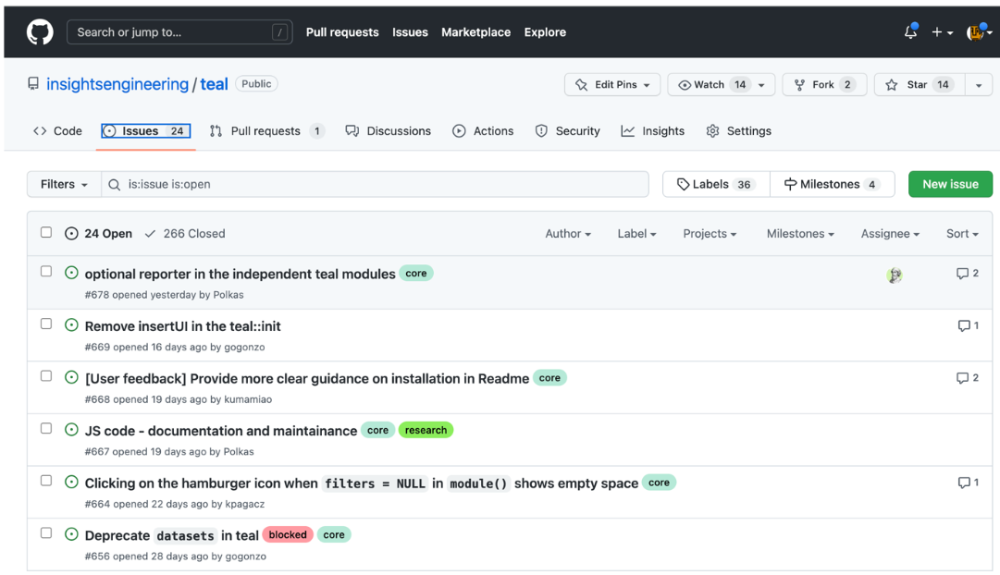 Search or jump to... / Pull requests Issues Marketplace Explore
insightsengineering / teal Public Edit Pins Watch 14 Fork 2 Star 14
Code Issues 24 Pull requests 1 Discussions Actions Security Insights Settings
Filters is:issue is:open Labels 36 Milestones 4 New issue
24 Open 266 Closed Author Label Projects Milestones Assignee Sort
optional reporter in the independent teal modules core 2
#678 opened yesterday by Polkas
Remove insertUI in the teal::init 1
#669 opened 16 days ago by gogonzo
[User feedback] Provide more clear guidance on installation in Readme core 2
#668 opened 19 days ago by kumamiao
JS code - documentation and maintainance core research
#667 opened 19 days ago by Polkas
Clicking on the hamburger icon when filters = NULL in module() shows empty space core 1
#664 opened 22 days ago by kpagacz
Deprecate datasets in teal blocked core
#656 opened 28 days ago by gogonzo